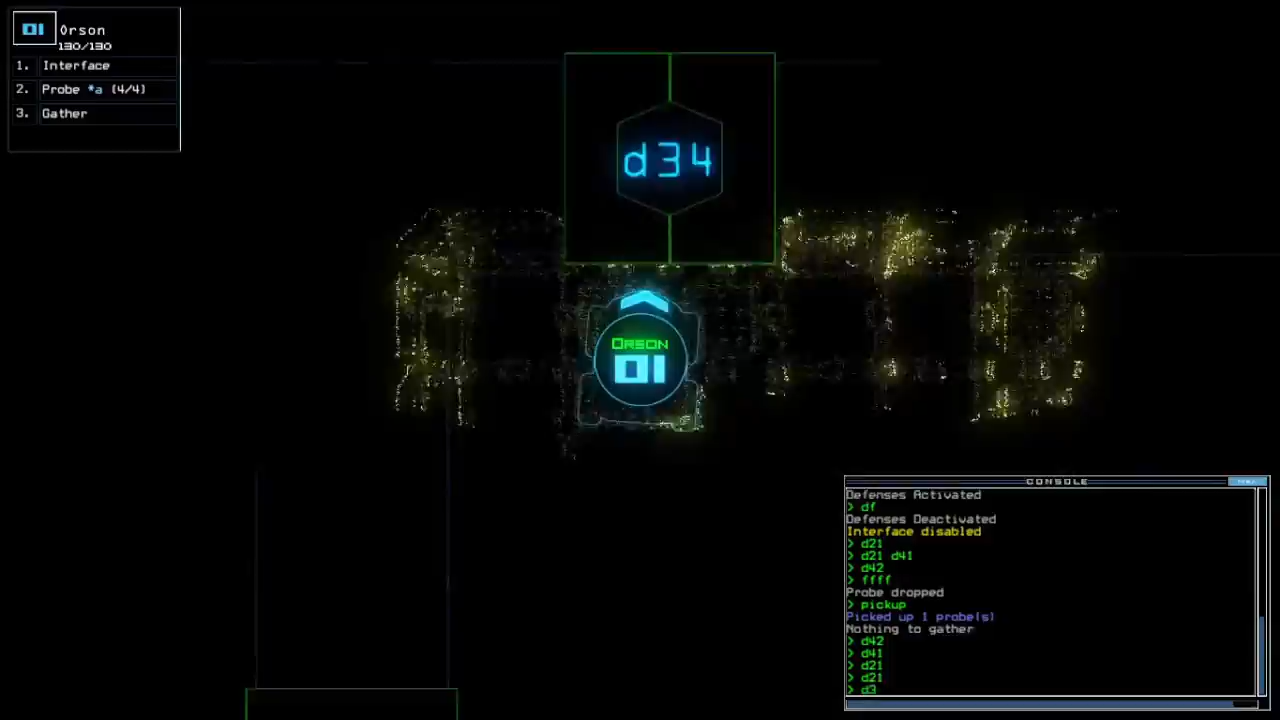 01 Orson
130/130
1. Interface
2. Probe *a (4/4)
3. Gather
d34
Orson
01
CONSOLE
Defenses Activated
> df
Defenses Deactivated
Interface disabled
> d21
> d21 d41
> d42
> ffff
Probe dropped
> pickup
Picked up 1 probe(s)
Nothing to gather
> d42
> d41
> d21
> d21
> d3